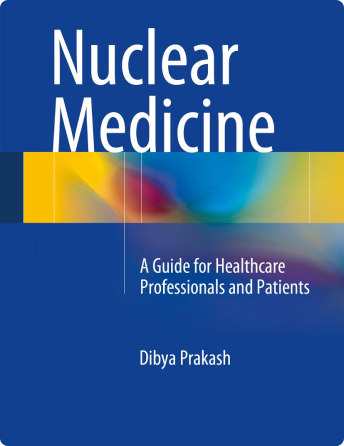 Nuclear
Medicine
A Guide for Healthcare
Professionals and Patients
Dibya Prakash